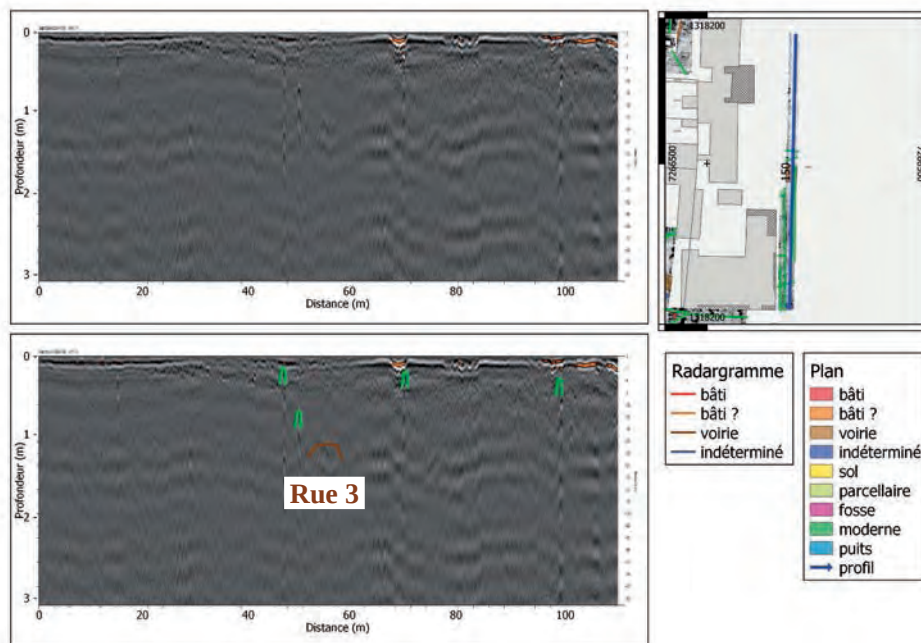 0
1
2
3
Profondeur (m)
0 20 40 60 80 100
Distance (m)
1318200
7266500
150
7266500
1318200
0
1
2
3
Profondeur (m)
Rue 3
0 20 40 60 80 100
Distance (m)
Radargramme
bâti
bâti ?
voirie
indéterminé
Plan
bâti
bâti ?
voirie
indéterminé
sol
parcellaire
fosse
moderne
puits
profil